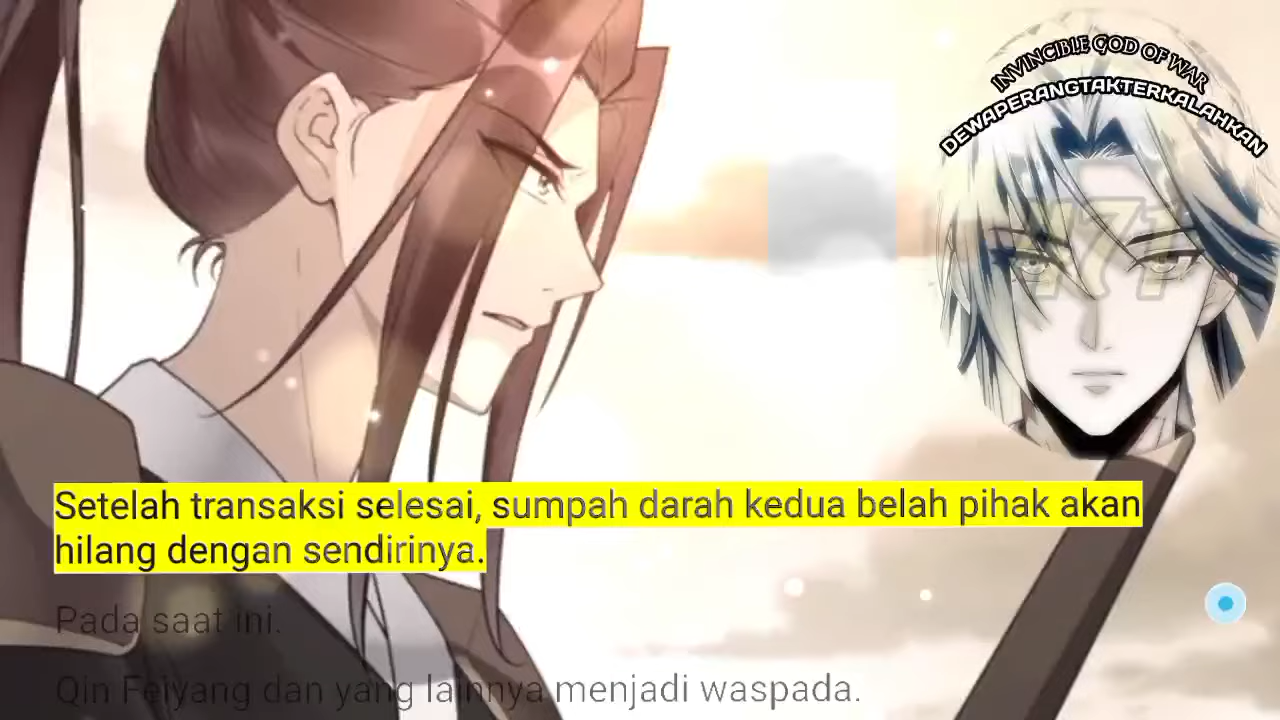 INVINCIBLE GOD OF WAR
DEWAPERANGTAKTERKALAHKAN
171
Setelah transaksi selesai, sumpah darah kedua belah pihak akan
hilang dengan sendirinya.
Pada saat ini.
Qin Feiyang dan yang lainnya menjadi waspada.